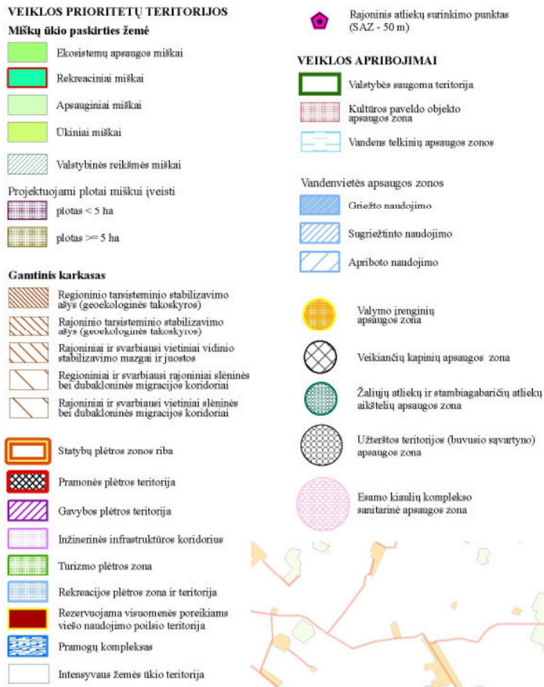 VEIKLOS PRIORITETŲ TERITORIJOS
Miškų ūkio paskirties žemė
Ekosistemų apsaugos miškai
Rekreaciniai miškai
Apsauginiai miškai
Ūkiniai miškai
Valstybinės reikšmės miškai
Projektuojami plotai miškui įveisti
plotas < 5 ha
plotas >= 5 ha
Gamtinis karkasas
Regioninio tarsisteminio stabilizavimo
ašys (geoekologinės takoskyros)
Rajoninio tarsisteminio stabilizavimo
ašys (geoekologinės takoskyros)
Rajoniniai ir svarbiausi vietiniai vidinio
stabilizavimo mazgai ir juostos
Regioniniai ir svarbiausi rajoniniai slėniniai
bei dubakloninės migracijos koridoriai
Rajoniniai ir svarbiausi vietiniai slėniniai
bei dubakloninės migracijos koridoriai
Statybų plėtros zonos riba
Pramonės plėtros teritorija
Gavybos plėtros teritorija
Inžinerinės infrastruktūros koridorius
Turizmo plėtros zona
Rekreacijos plėtros zona ir teritorija
Rezervuojama visuomenės poreikiams
viešo naudojimo poilsio teritorija
Pramogų kompleksas
Intensyvaus žemės ūkio teritorija
Rajoninis atliekų surinkimo punktas
(SAZ - 50 m)
VEIKLOS APRIBOJIMAI
Valstybės saugoma teritorija
Kultūros paveldo objekto
apsaugos zona
Vandens telkinių apsaugos zonos
Vandenvietės apsaugos zonos
Griežto naudojimo
Sugriežtinto naudojimo
Apriboto naudojimo
Valymo įrenginių
apsaugos zona
Veikiančių kapinių apsaugos zona
Žaliųjų atliekų ir stambiagabaričių atliekų
aikštelių apsaugos zona
Užterštos teritorijos (buvusio sąvartyno)
apsaugos zona
Esamo kiaulių komplekso
sanitarinė apsaugos zona